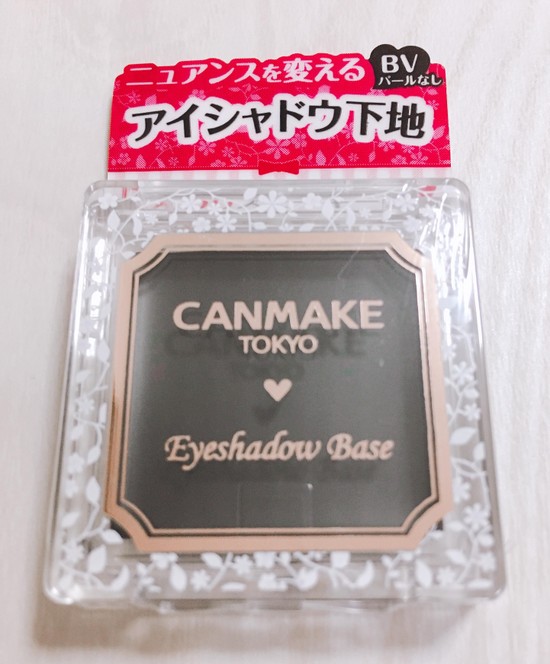 ニュアンスを変える
BV
パールなし
アイシャドウ下地
CANMAKE
TOKYO
Eyeshadow Base